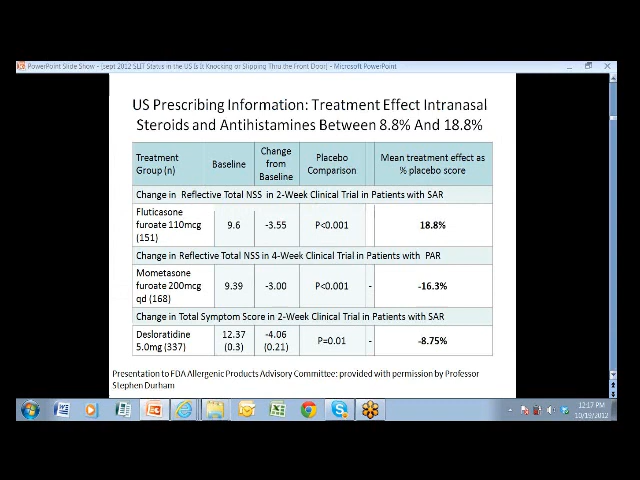 PowerPoint Slide Show - [sept 2012 SLIT Status in the US Is It Knocking or Slipping Thru the Front Door] - Microsoft PowerPoint
US Prescribing Information: Treatment Effect Intranasal
Steroids and Antihistamines Between 8.8% And 18.8%
Treatment Group (n) Baseline Change from Baseline Placebo Comparison Mean treatment effect as % placebo score
Change in Reflective Total NSS in 2-Week Clinical Trial in Patients with SAR
Fluticasone furoate 110mcg (151) 9.6 -3.55 P<0.001 18.8%
Change in Reflective Total NSS in 4-Week Clinical Trial in Patients with PAR
Mometasone furoate 200mcg qd (168) 9.39 -3.00 P<0.001 - -16.3%
Change in Total Symptom Score in 2-Week Clinical Trial in Patients with SAR
Desloratidine 5.0mg (337) 12.37 (0.3) -4.06 (0.21) P=0.01 - -8.75%
Presentation to FDA Allergenic Products Advisory Committee: provided with permission by Professor
Stephen Durham
12:17 PM
10/19/2012